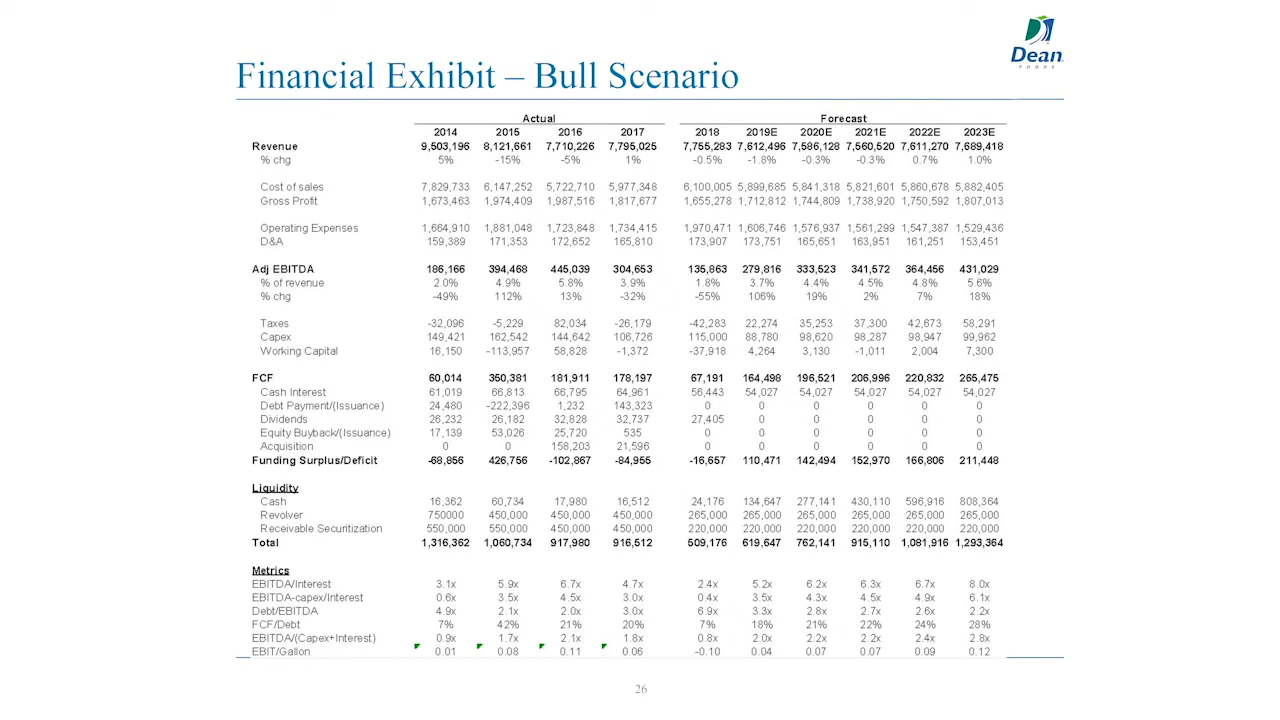 Dean
FOODS
Financial Exhibit – Bull Scenario
Actual Forecast
2014 2015 2016 2017 2018 2019E 2020E 2021E 2022E 2023E
Revenue 9,503,196 8,121,661 7,710,226 7,795,025 7,755,283 7,612,496 7,586,128 7,560,520 7,611,270 7,689,418
% chg 5% -15% -5% 1% -0.5% -1.8% -0.3% -0.3% 0.7% 1.0%
Cost of sales 7,829,733 6,147,252 5,722,710 5,977,348 6,100,005 5,899,685 5,841,318 5,821,601 5,860,678 5,882,405
Gross Profit 1,673,463 1,974,409 1,987,516 1,817,677 1,655,278 1,712,812 1,744,809 1,738,920 1,750,592 1,807,013
Operating Expenses 1,664,910 1,881,048 1,723,848 1,734,415 1,970,471 1,606,746 1,576,937 1,561,299 1,547,387 1,529,436
D&A 159,389 171,353 172,652 165,810 173,907 173,751 165,651 163,951 161,251 153,451
Adj EBITDA 186,166 394,468 445,039 304,653 135,863 279,816 333,523 341,572 364,456 431,029
% of revenue 2.0% 4.9% 5.8% 3.9% 1.8% 3.7% 4.4% 4.5% 4.8% 5.6%
% chg -49% 112% 13% -32% -55% 106% 19% 2% 7% 18%
Taxes -32,096 -5,229 82,034 -26,179 -42,283 22,274 35,253 37,300 42,673 58,291
Capex 149,421 162,542 144,642 106,726 115,000 88,780 98,620 98,287 98,947 99,962
Working Capital 16,150 -113,957 58,828 -1,372 -37,918 4,264 3,130 -1,011 2,004 7,300
FCF 60,014 350,381 181,911 178,197 67,191 164,498 196,521 206,996 220,832 265,475
Cash Interest 61,019 66,813 66,795 64,961 56,443 54,027 54,027 54,027 54,027 54,027
Debt Payment/(Issuance) 24,480 -222,396 1,232 143,323 0 0 0 0 0 0
Dividends 26,232 26,182 32,828 32,737 27,405 0 0 0 0 0
Equity Buyback/(Issuance) 17,139 53,026 25,720 535 0 0 0 0 0 0
Acquisition 0 0 158,203 21,596 0 0 0 0 0 0
Funding Surplus/Deficit -68,856 426,756 -102,867 -84,955 -16,657 110,471 142,494 152,970 166,806 211,448
Liquidity
Cash 16,362 60,734 17,980 16,512 24,176 134,647 277,141 430,110 596,916 808,364
Revolver 750000 450,000 450,000 450,000 265,000 265,000 265,000 265,000 265,000 265,000
Receivable Securitization 550,000 550,000 450,000 450,000 220,000 220,000 220,000 220,000 220,000 220,000
Total 1,316,362 1,060,734 917,980 916,512 509,176 619,647 762,141 915,110 1,081,916 1,293,364
Metrics
EBITDA/Interest 3.1x 5.9x 6.7x 4.7x 2.4x 5.2x 6.2x 6.3x 6.7x 8.0x
EBITDA-capex/Interest 0.6x 3.5x 4.5x 3.0x 0.4x 3.5x 4.3x 4.5x 4.9x 6.1x
Debt/EBITDA 4.9x 2.1x 2.0x 3.0x 6.9x 3.3x 2.8x 2.7x 2.6x 2.2x
FCF/Debt 7% 42% 21% 20% 7% 18% 21% 22% 24% 28%
EBITDA/(Capex+Interest) 0.9x 1.7x 2.1x 1.8x 0.8x 2.0x 2.2x 2.2x 2.4x 2.8x
EBIT/Gallon 0.01 0.08 0.11 0.06 -0.10 0.04 0.07 0.07 0.09 0.12
26